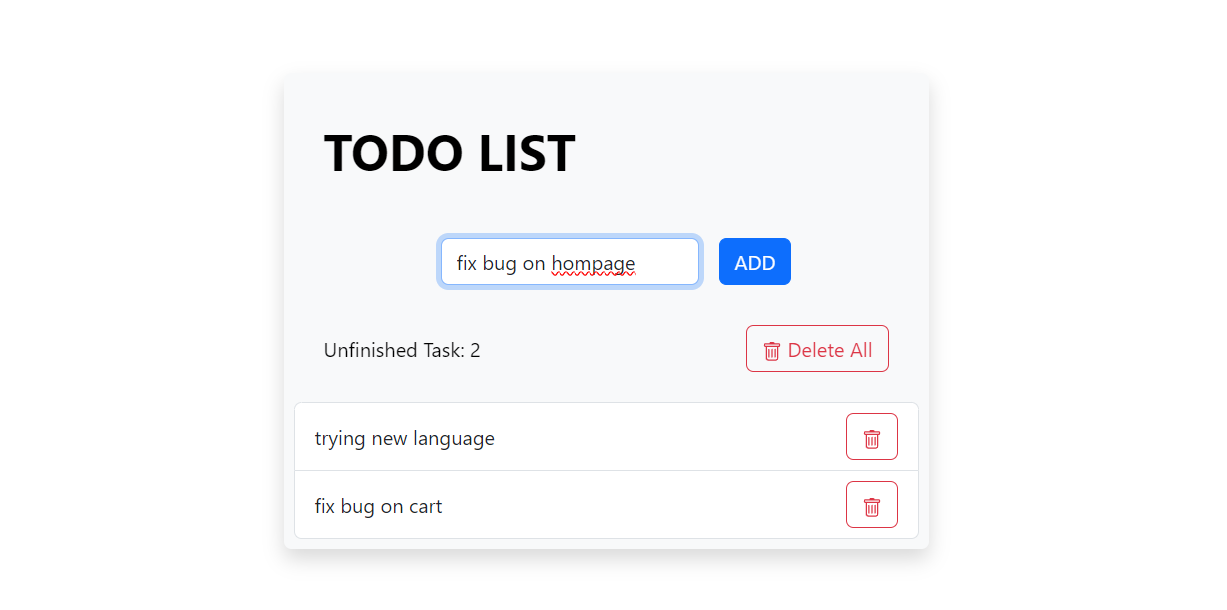 TODO LIST
fix bug on hompage
ADD
Unfinished Task: 2
Delete All
trying new language
fix bug on cart